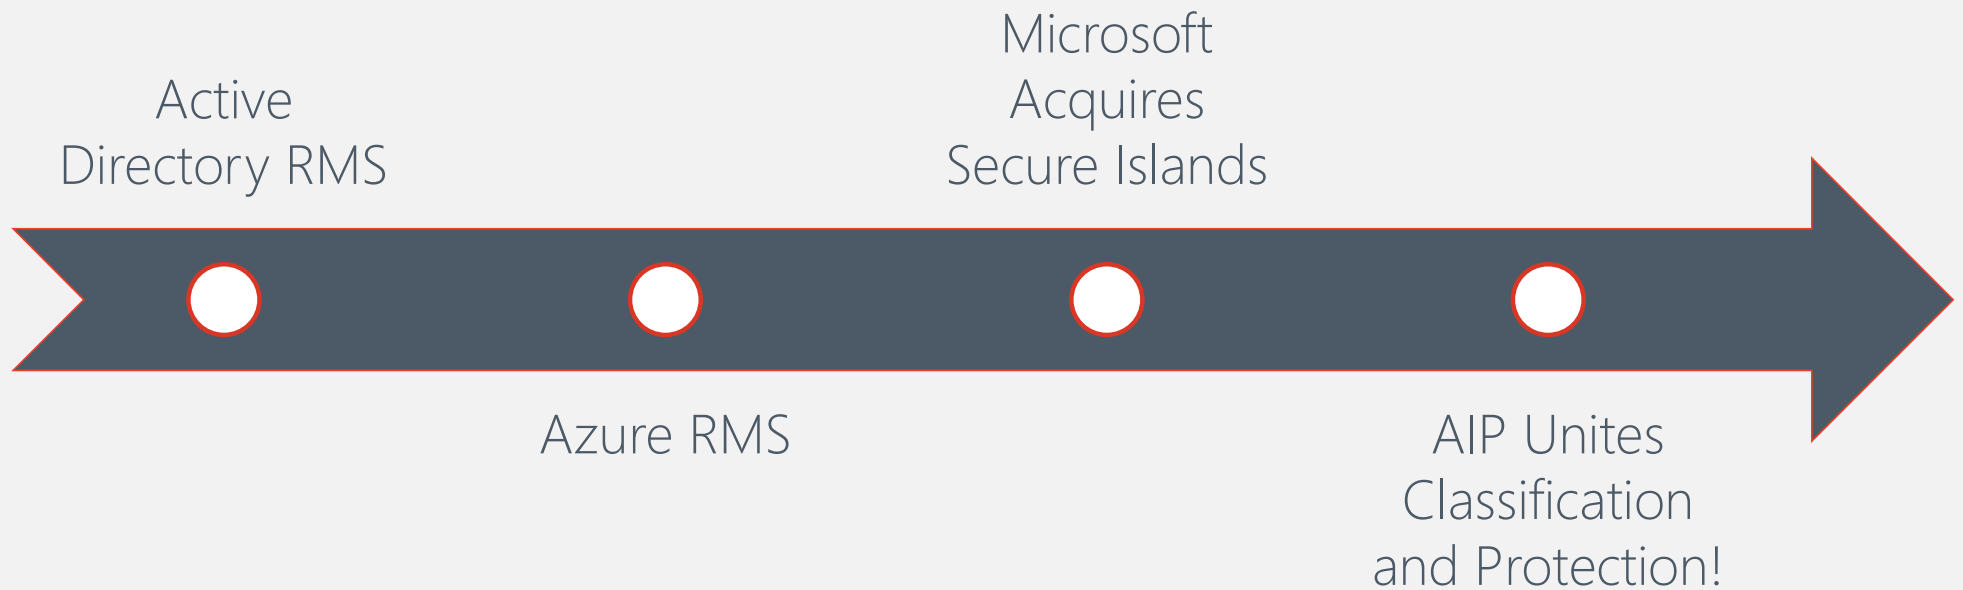 Active
Directory RMS
Azure RMS
Microsoft
Acquires
Secure Islands
AIP Unites
Classification
and Protection!